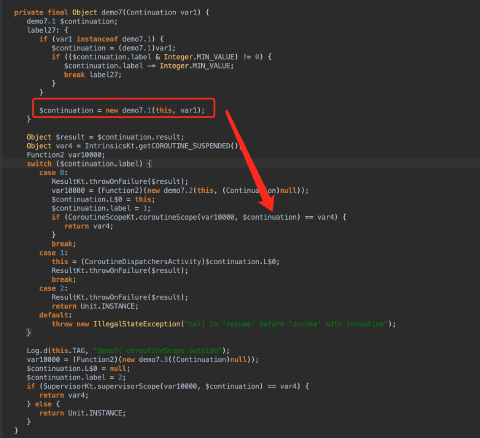 private final Object demo7(Continuation var1) {
demo7.1 $continuation;
label27: {
if (var1 instanceof demo7.1) {
$continuation = (demo7.1)var1;
if (($continuation.label & Integer.MIN_VALUE) != 0) {
$continuation.label -= Integer.MIN_VALUE;
break label27;
}
}
$continuation = new demo7.1(this, var1);
}
Object $result = $continuation.result;
Object var4 = IntrinsicsKt.getCOROUTINE_SUSPENDED();
Function2 var10000;
switch ($continuation.label) {
case 0:
ResultKt.throwOnFailure($result);
var10000 = (Function2)(new demo7.2(this, (Continuation)null));
$continuation.L$0 = this;
$continuation.label = 1;
if (CoroutineScopeKt.coroutineScope(var10000, $continuation) == var4) {
return var4;
}
break;
case 1:
this = (CoroutineDispatchersActivity)$continuation.L$0;
ResultKt.throwOnFailure($result);
break;
case 2:
ResultKt.throwOnFailure($result);
return Unit.INSTANCE;
default:
throw new IllegalStateException("call to 'resume' before 'invoke' with coroutine");
}
Log.d(this.TAG, "demo7: coroutineScope outside");
var10000 = (Function2)(new demo7.3((Continuation)null));
$continuation.L$0 = null;
$continuation.label = 2;
if (SupervisorKt.supervisorScope(var10000, $continuation) == var4) {
return var4;
} else {
return Unit.INSTANCE;
}
}